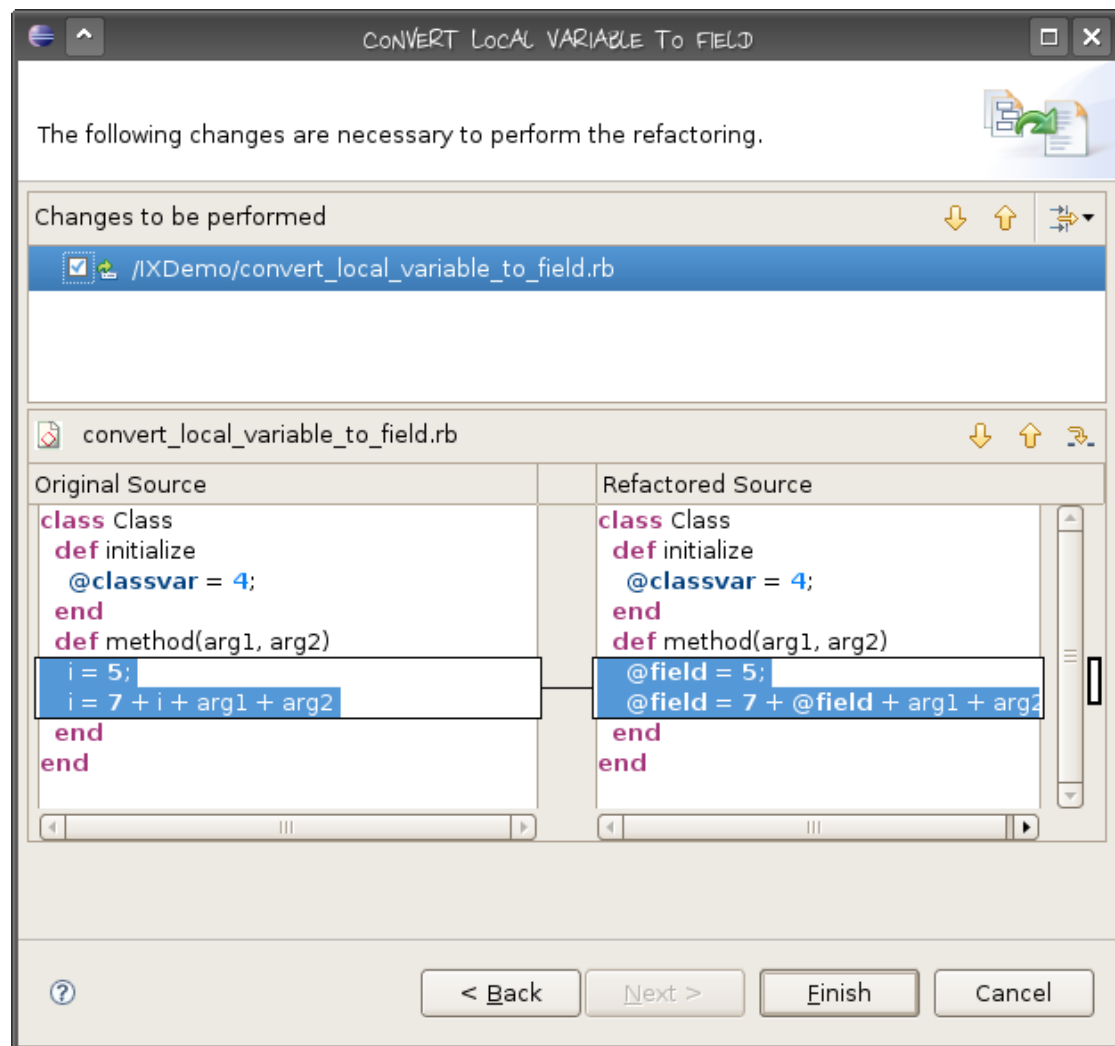 CONVERT LOCAL VARIABLE TO FIELD
The following changes are necessary to perform the refactoring.
Changes to be performed
/IXDemo/convert_local_variable_to_field.rb
convert_local_variable_to_field.rb
Original Source
class Class
def initialize
@classvar = 4;
end
def method(arg1, arg2)
i = 5;
i = 7 + i + arg1 + arg2
end
end
Refactored Source
class Class
def initialize
@classvar = 4;
end
def method(arg1, arg2)
@field = 5;
@field = 7 + @field + arg1 + arg2
end
end
< Back
Next >
Finish
Cancel